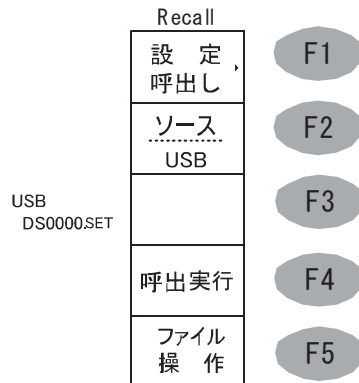 Recall
設 定
呼出し
F1
ソース
USB
F2
USB
DS0000.SET
F3
呼出実行
F4
ファイル
操 作
F5